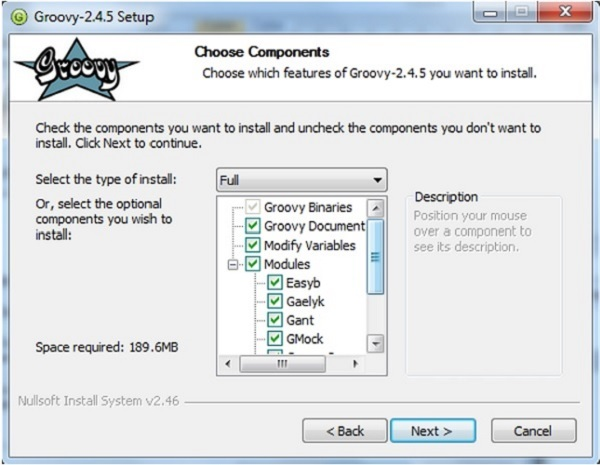 Groovy-2.4.5 Setup
Groovy
Choose Components
Choose which features of Groovy-2.4.5 you want to install.
Check the components you want to install and uncheck the components you don't want to
install. Click Next to continue.
Select the type of install:
Full
Or, select the optional
components you wish to
install:
Groovy Binaries
Groovy Document
Modify Variables
Modules
Easyb
Gaelyk
Gant
GMock
Description
Position your mouse
over a component to
see its description.
Space required: 189.6MB
Nullsoft Install System v2.46
< Back
Next >
Cancel